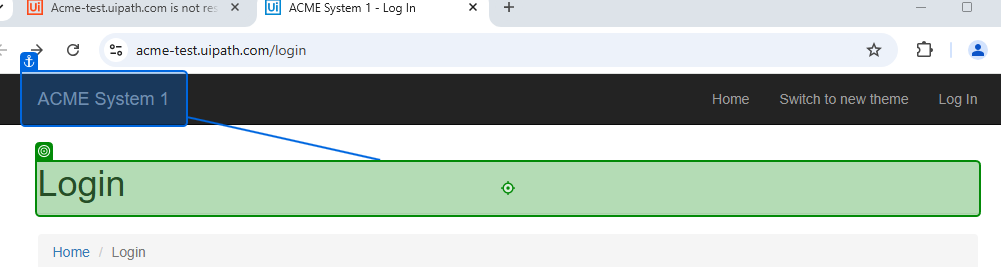 Ui Acme-test.uipath.com is not res
Ui ACME System 1 - Log In
acme-test.uipath.com/login
ACME System 1
Home Switch to new theme Log In
Login
Home / Login